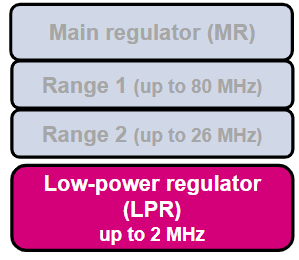 Main regulator (MR)
Range 1 (up to 80 MHz)
Range 2 (up to 26 MHz)
Low-power regulator
(LPR)
up to 2 MHz